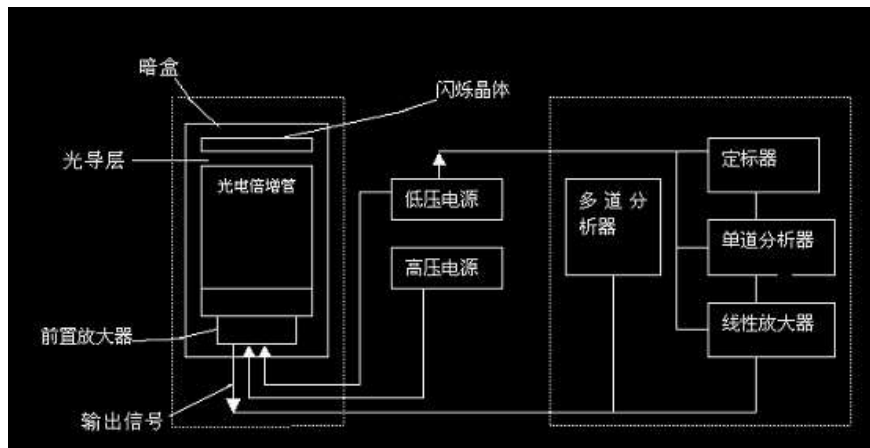 暗盒
闪烁晶体
光导层
光电倍增管
低压电源
高压电源
多道分
析器
定标器
单道分析器
线性放大器
前置放大器
输出信号